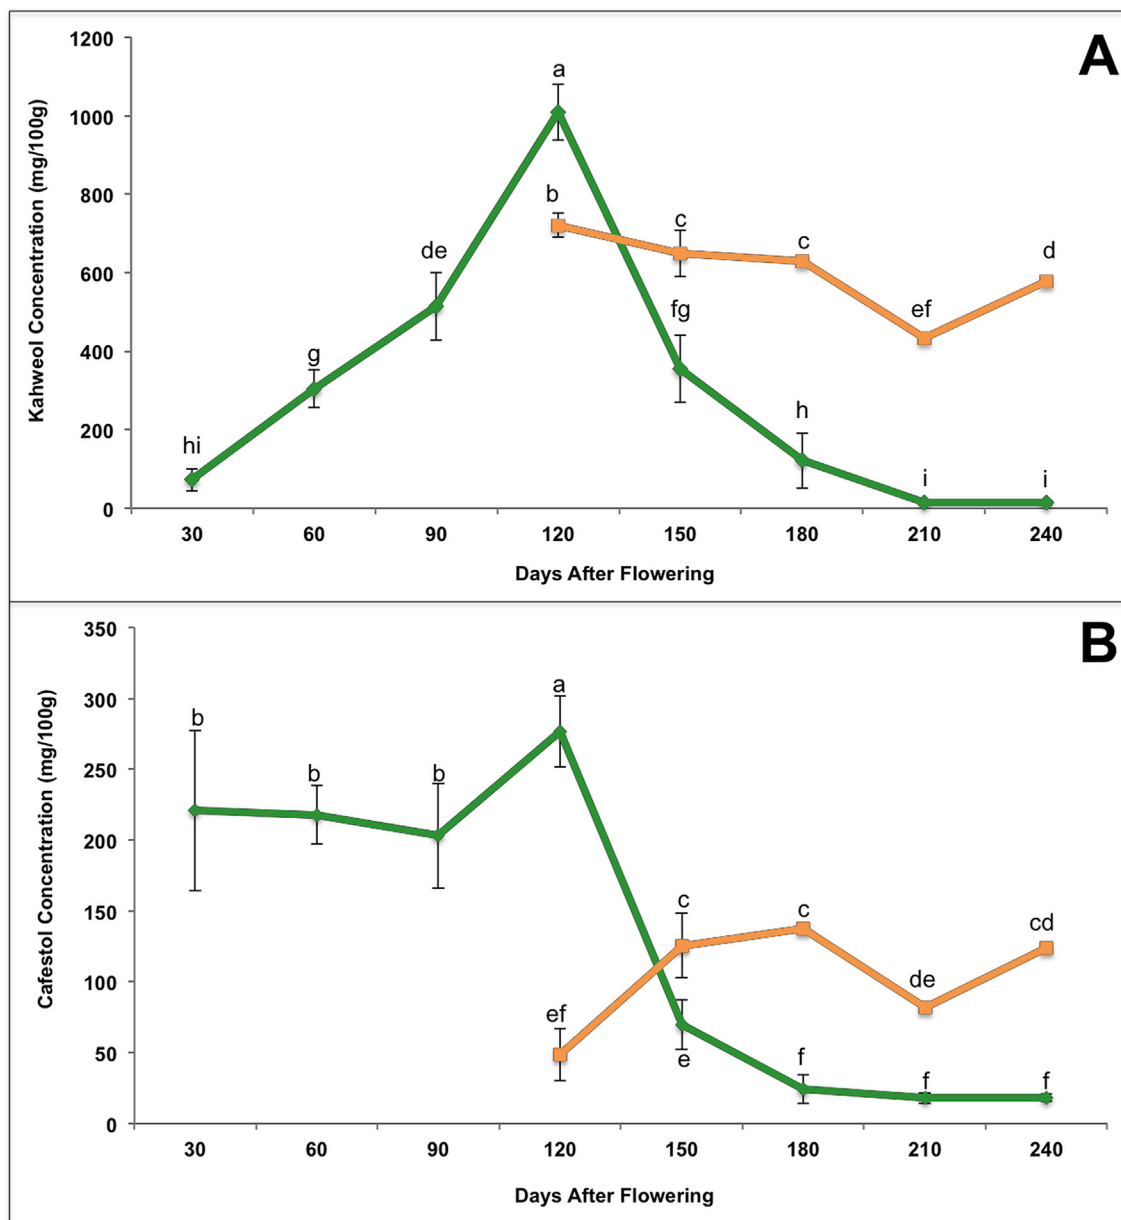 A
1200
1000
800
600
400
200
0
Kahweol Concentration (mg/100g)
hi
g
de
a
b
c
fg
c
h
ef
i
d
i
30 60 90 120 150 180 210 240
Days After Flowering
B
350
300
250
200
150
100
50
0
Cafestol Concentration (mg/100g)
b
b
b
a
ef
c
e
c
f
de
f
cd
f
30 60 90 120 150 180 210 240
Days After Flowering